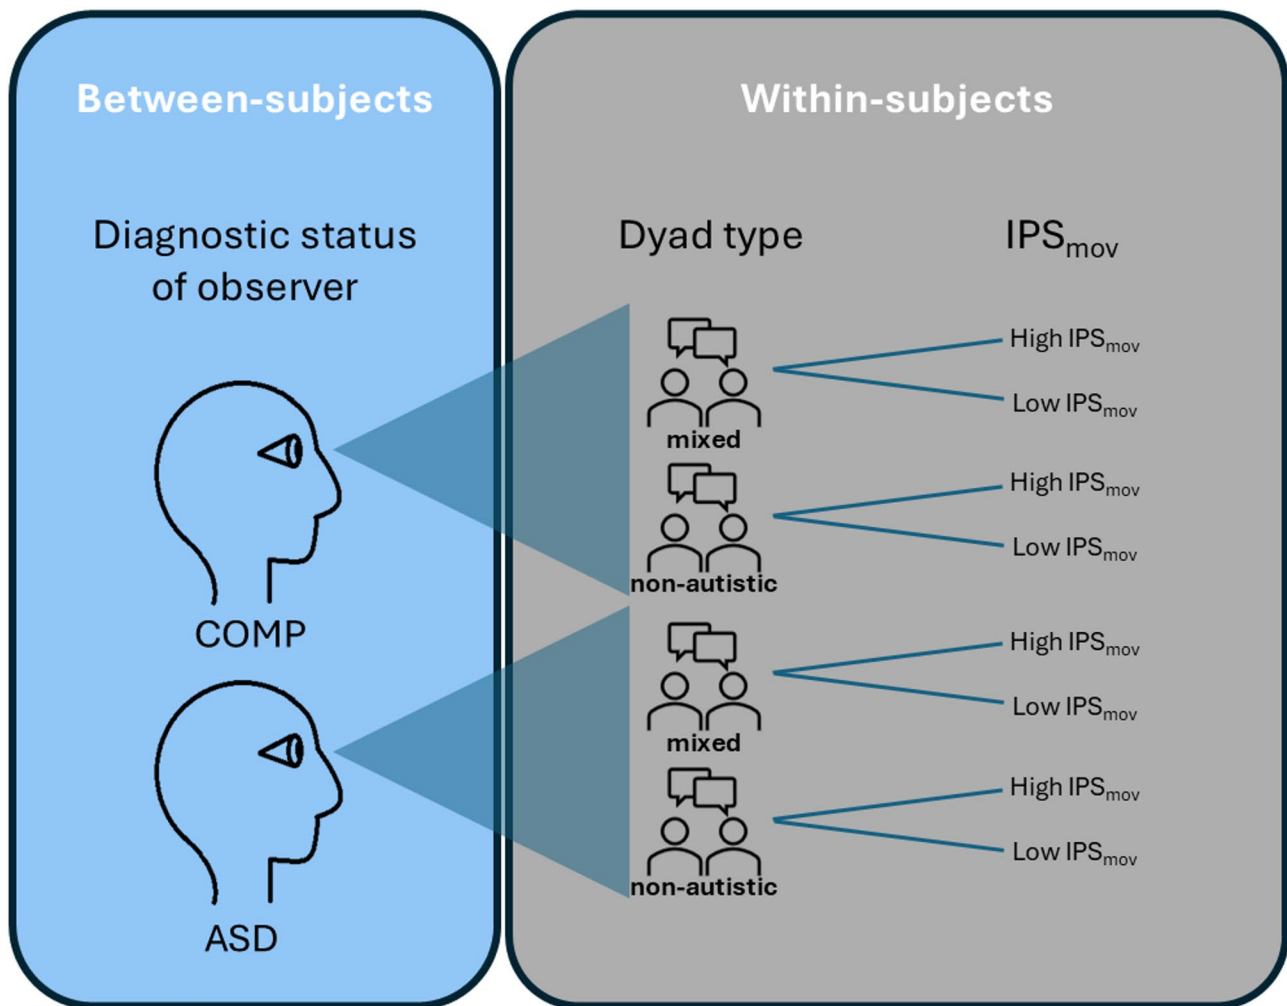 Between-subjects
Within-subjects
Diagnostic status
of observer
Dyad type
IPSmov
High IPSmov
Low IPSmov
mixed
High IPSmov
Low IPSmov
non-autistic
COMP
High IPSmov
Low IPSmov
mixed
High IPSmov
Low IPSmov
non-autistic
ASD